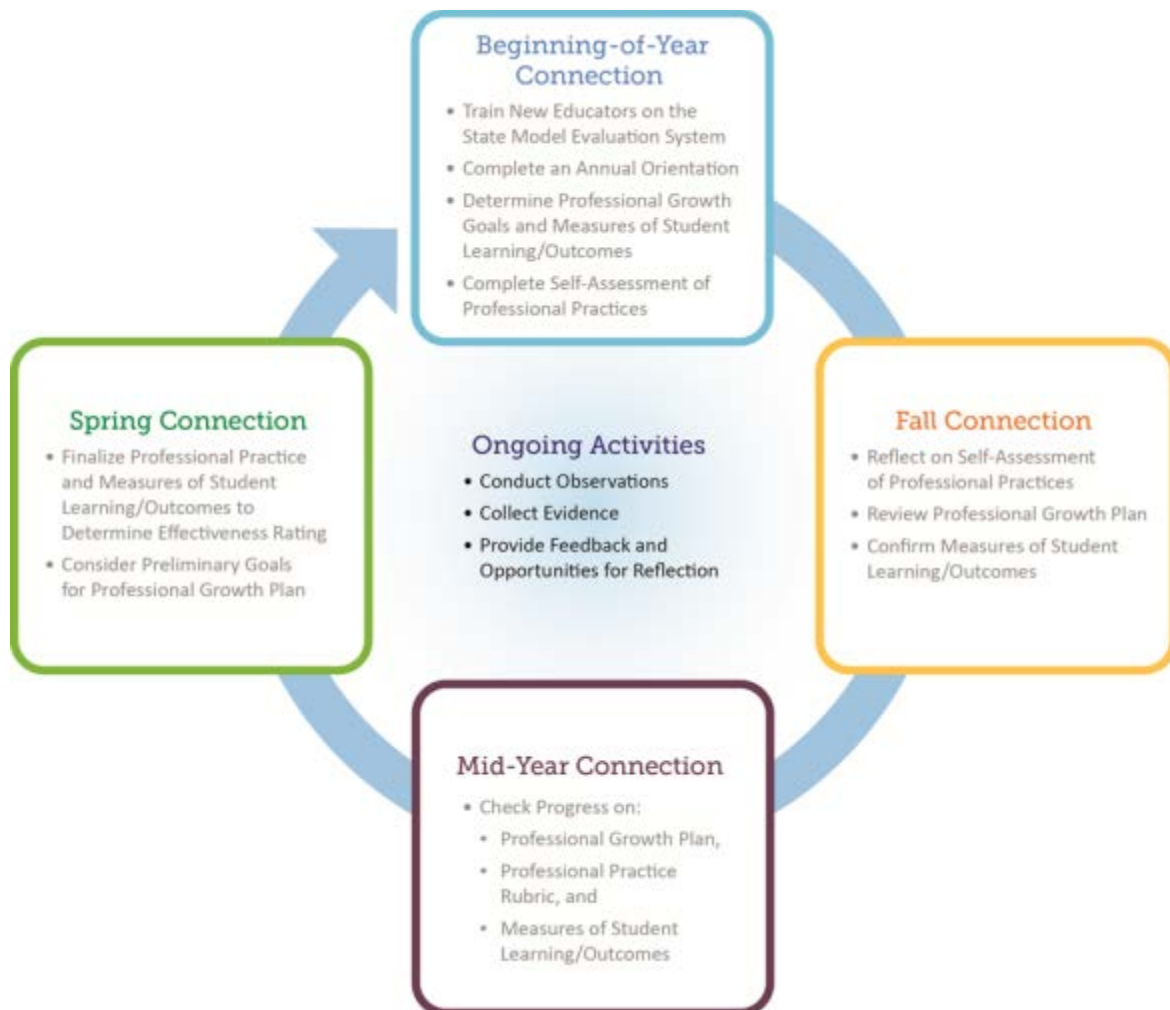 Beginning-of-Year
Connection
• Train New Educators on the
State Model Evaluation System
• Complete an Annual Orientation
• Determine Professional Growth
Goals and Measures of Student
Learning/Outcomes
• Complete Self-Assessment of
Professional Practices
Fall Connection
• Reflect on Self-Assessment
of Professional Practices
• Review Professional Growth Plan
• Confirm Measures of Student
Learning/Outcomes
Mid-Year Connection
• Check Progress on:
• Professional Growth Plan,
• Professional Practice
Rubric, and
• Measures of Student
Learning/Outcomes
Spring Connection
• Finalize Professional Practice
and Measures of Student
Learning/Outcomes to
Determine Effectiveness Rating
• Consider Preliminary Goals
for Professional Growth Plan
Ongoing Activities
• Conduct Observations
• Collect Evidence
• Provide Feedback and
Opportunities for Reflection